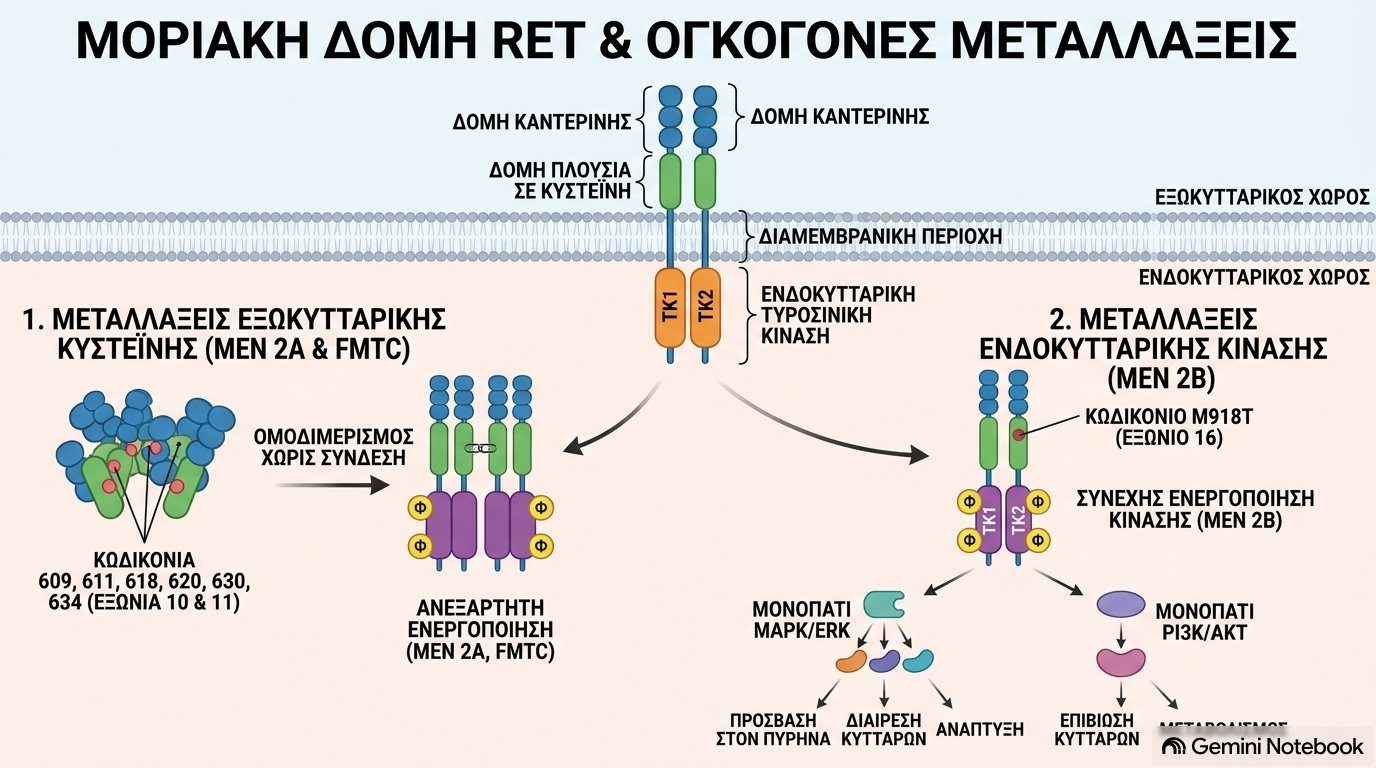 ΜΟΡΙΑΚΗ ΔΟΜΗ RET & ΟΓΚΟΓΟΝΕΣ ΜΕΤΑΛΛΑΞΕΙΣ
ΔΟΜΗ ΚΑΝΤΕΡΙΝΗΣ
ΔΟΜΗ ΚΑΝΤΕΡΙΝΗΣ
ΔΟΜΗ ΠΛΟΥΣΙΑ
ΣΕ ΚΥΣΤΕΪΝΗ
ΕΞΩΚΥΤΤΑΡΙΚΟΣ ΧΩΡΟΣ
ΔΙΑΜΕΜΒΡΑΝΙΚΗ ΠΕΡΙΟΧΗ
ΕΝΔΟΚΥΤΤΑΡΙΚΟΣ ΧΩΡΟΣ
TK1
TK2
ΕΝΔΟΚΥΤΤΑΡΙΚΗ
ΤΥΡΟΣΙΝΙΚΗ
ΚΙΝΑΣΗ
1. ΜΕΤΑΛΛΑΞΕΙΣ ΕΞΩΚΥΤΤΑΡΙΚΗΣ
ΚΥΣΤΕΪΝΗΣ (MEN 2A & FMTC)
ΟΜΟΔΙΜΕΡΙΣΜΟΣ
ΧΩΡΙΣ ΣΥΝΔΕΣΗ
Φ
Φ
Φ
Φ
ΚΩΔΙΚΟΝΙΑ
609, 611, 618, 620, 630,
634 (ΕΞΩΝΙΑ 10 & 11)
ΑΝΕΞΑΡΤΗΤΗ
ΕΝΕΡΓΟΠΟΙΗΣΗ
(MEN 2A, FMTC)
2. ΜΕΤΑΛΛΑΞΕΙΣ
ΕΝΔΟΚΥΤΤΑΡΙΚΗΣ ΚΙΝΑΣΗΣ
(MEN 2B)
ΚΩΔΙΚΟΝΙΟ M918T
(ΕΞΩΝΙΟ 16)
Φ
TK1
TK2
Φ
Φ
Φ
ΣΥΝΕΧΗΣ ΕΝΕΡΓΟΠΟΙΗΣΗ
ΚΙΝΑΣΗΣ (MEN 2B)
ΜΟΝΟΠΑΤΙ
MAPK/ERK
ΜΟΝΟΠΑΤΙ
PI3K/AKT
ΠΡΟΣΒΑΣΗ
ΣΤΟΝ ΠΥΡΗΝΑ
ΔΙΑΙΡΕΣΗ
ΚΥΤΤΑΡΩΝ
ΑΝΑΠΤΥΞΗ
ΕΠΙΒΙΩΣΗ
ΚΥΤΤΑΡΩΝ
ΜΕΤΑΒΟΛΙΣΜΟΣ
Gemini Notebook